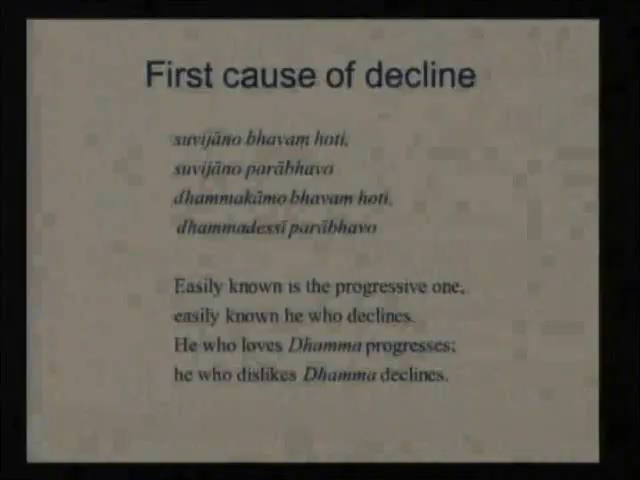 First cause of decline
suvijāno bhavaṃ hoti,
suvijāno parābhavo
dhammakāmo bhavaṃ hoti,
dhammadessī parābhavo
Easily known is the progressive one,
easily known he who declines.
He who loves Dhamma progresses;
he who dislikes Dhamma declines.